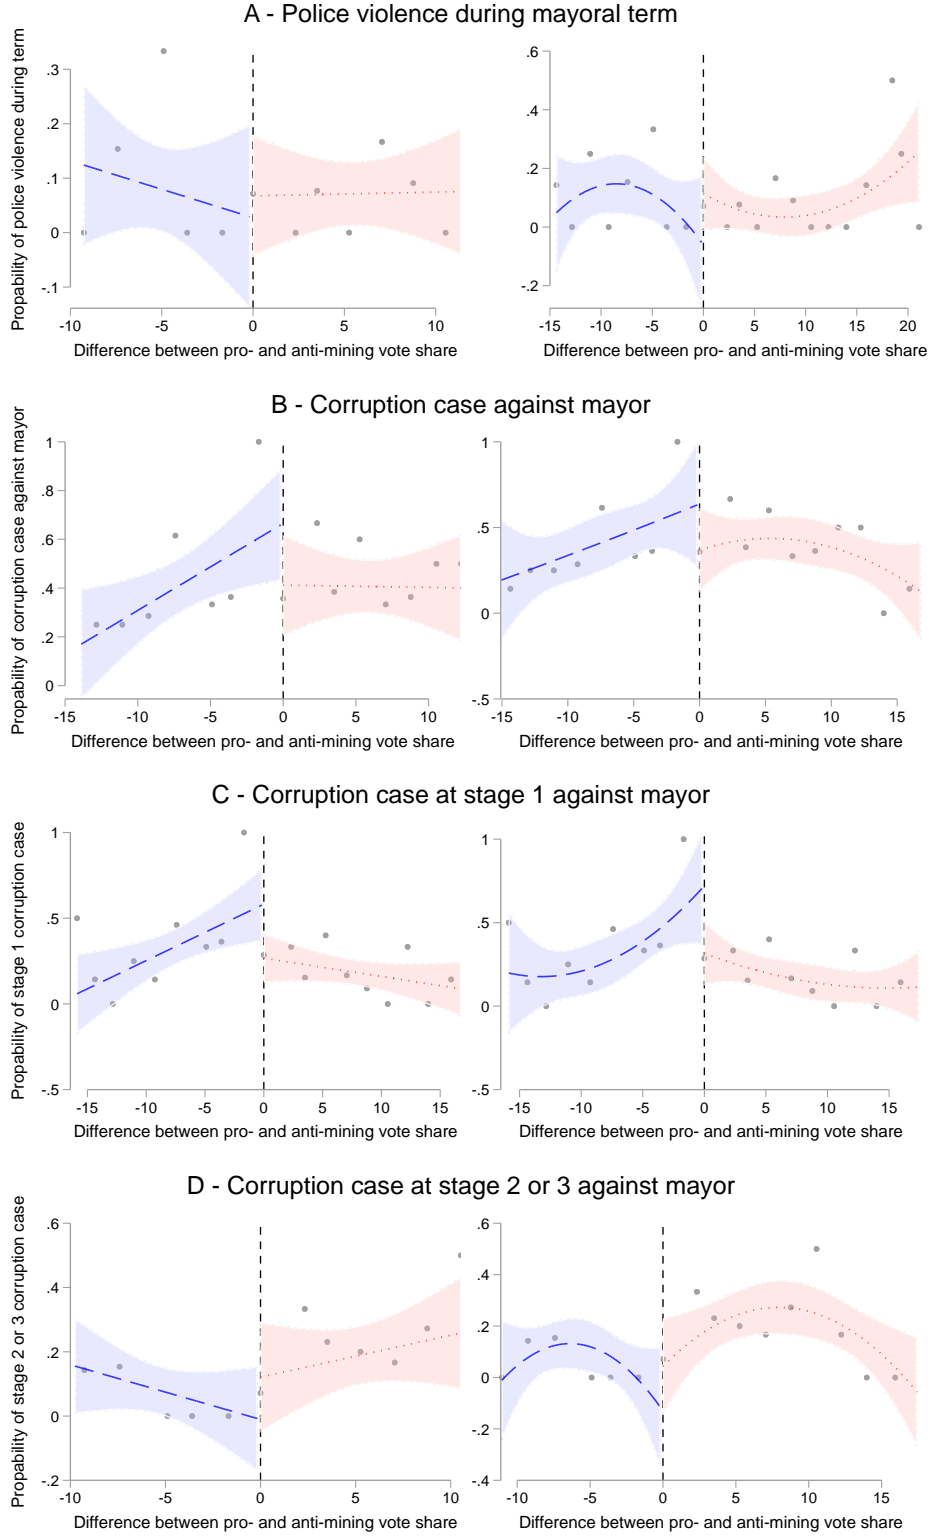 A - Police violence during mayoral term
Propability of police violence during term
.3
.2
.1
0
-.1
-10 -5 0 5 10
Difference between pro- and anti-mining vote share
.6
.4
.2
0
-.2
-15 -10 -5 0 5 10 15 20
Difference between pro- and anti-mining vote share
B - Corruption case against mayor
Propability of corruption case against mayor
1
.8
.6
.4
.2
0
-15 -10 -5 0 5 10
Difference between pro- and anti-mining vote share
1
.5
0
-.5
-15 -10 -5 0 5 10 15
Difference between pro- and anti-mining vote share
C - Corruption case at stage 1 against mayor
Propability of stage 1 corruption case
1
.5
0
-.5
-15 -10 -5 0 5 10 15
Difference between pro- and anti-mining vote share
1
.5
0
-.5
-15 -10 -5 0 5 10 15
Difference between pro- and anti-mining vote share
D - Corruption case at stage 2 or 3 against mayor
Propability of stage 2 or 3 corruption case
.6
.4
.2
0
-.2
-10 -5 0 5 10
Difference between pro- and anti-mining vote share
.6
.4
.2
0
-.2
-.4
-10 -5 0 5 10 15
Difference between pro- and anti-mining vote share